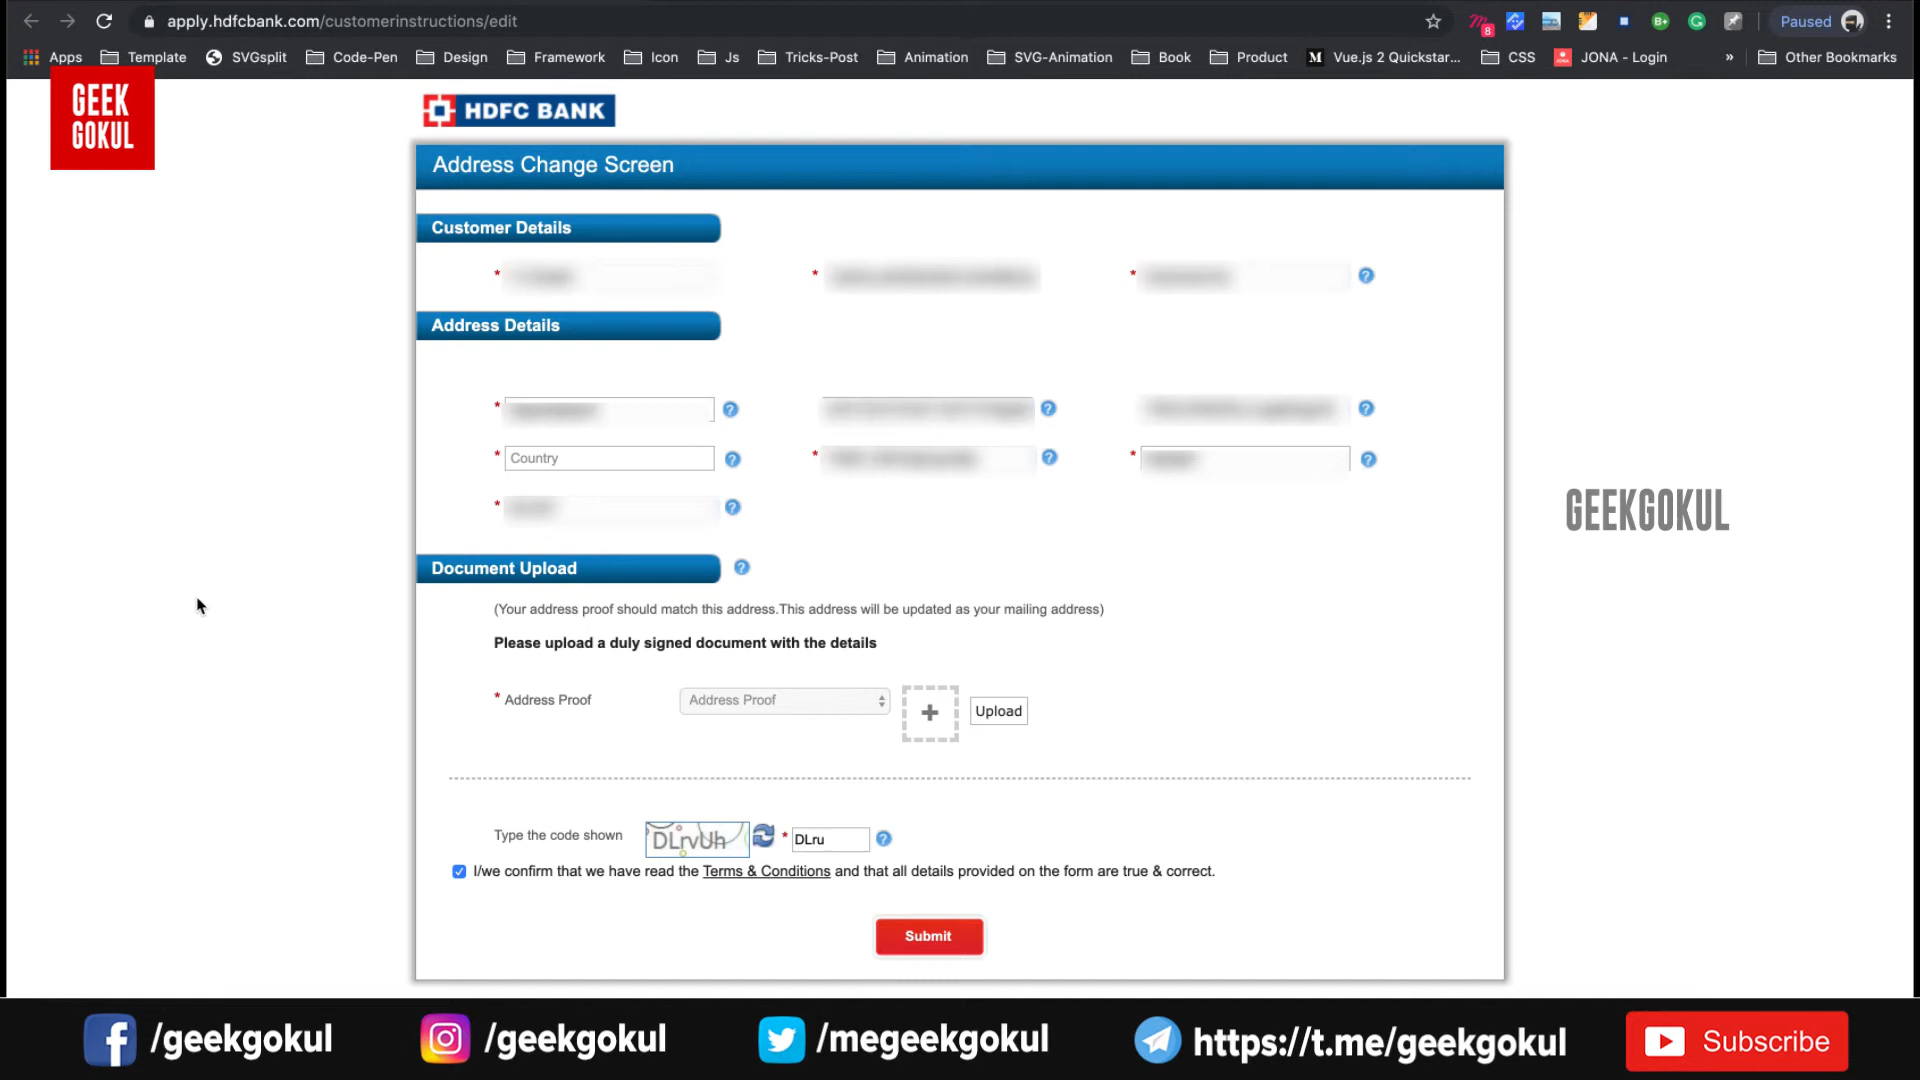 apply.hdfcbank.com/customerinstructions/edit
8
B+
Paused
Apps
Template
SVGsplit
Code-Pen
Design
Framework
Icon
Js
Tricks-Post
Animation
SVG-Animation
Book
Product
M
Vue.js 2 Quickstar...
CSS
JONA - Login
»
Other Bookmarks
GEEK
GOKUL
HDFC BANK
Address Change Screen
Customer Details
* * * ?
Address Details
* ? ? ?
* Country ? * ? * ?
* ?
GEEKGOKUL
Document Upload ?
(Your address proof should match this address.This address will be updated as your mailing address)
Please upload a duly signed document with the details
* Address Proof Address Proof + Upload
Type the code shown DLrvUh * DLru ?
I/we confirm that we have read the Terms & Conditions and that all details provided on the form are true & correct.
Submit
/geekgokul
/geekgokul
/megeekgokul
https://t.me/geekgokul
Subscribe